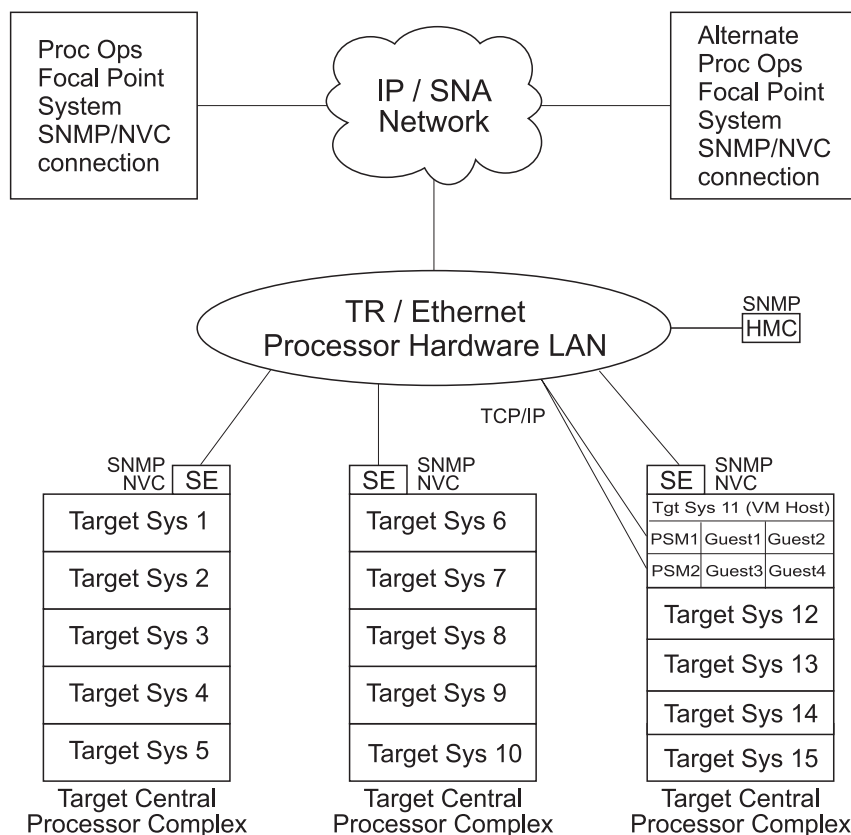 Proc Ops
Focal Point
System
SNMP/NVC
connection
IP / SNA
Network
Alternate
Proc Ops
Focal Point
System
SNMP/NVC
connection
TR / Ethernet
Processor Hardware LAN
SNMP
HMC
TCP/IP
SNMP
NVC
SE
Target Sys 1
Target Sys 2
Target Sys 3
Target Sys 4
Target Sys 5
Target Central
Processor Complex
SE
SNMP
NVC
Target Sys 6
Target Sys 7
Target Sys 8
Target Sys 9
Target Sys 10
Target Central
Processor Complex
SE
SNMP
NVC
Tgt Sys 11 (VM Host)
PSM1 Guest1 Guest2
PSM2 Guest3 Guest4
Target Sys 12
Target Sys 13
Target Sys 14
Target Sys 15
Target Central
Processor Complex